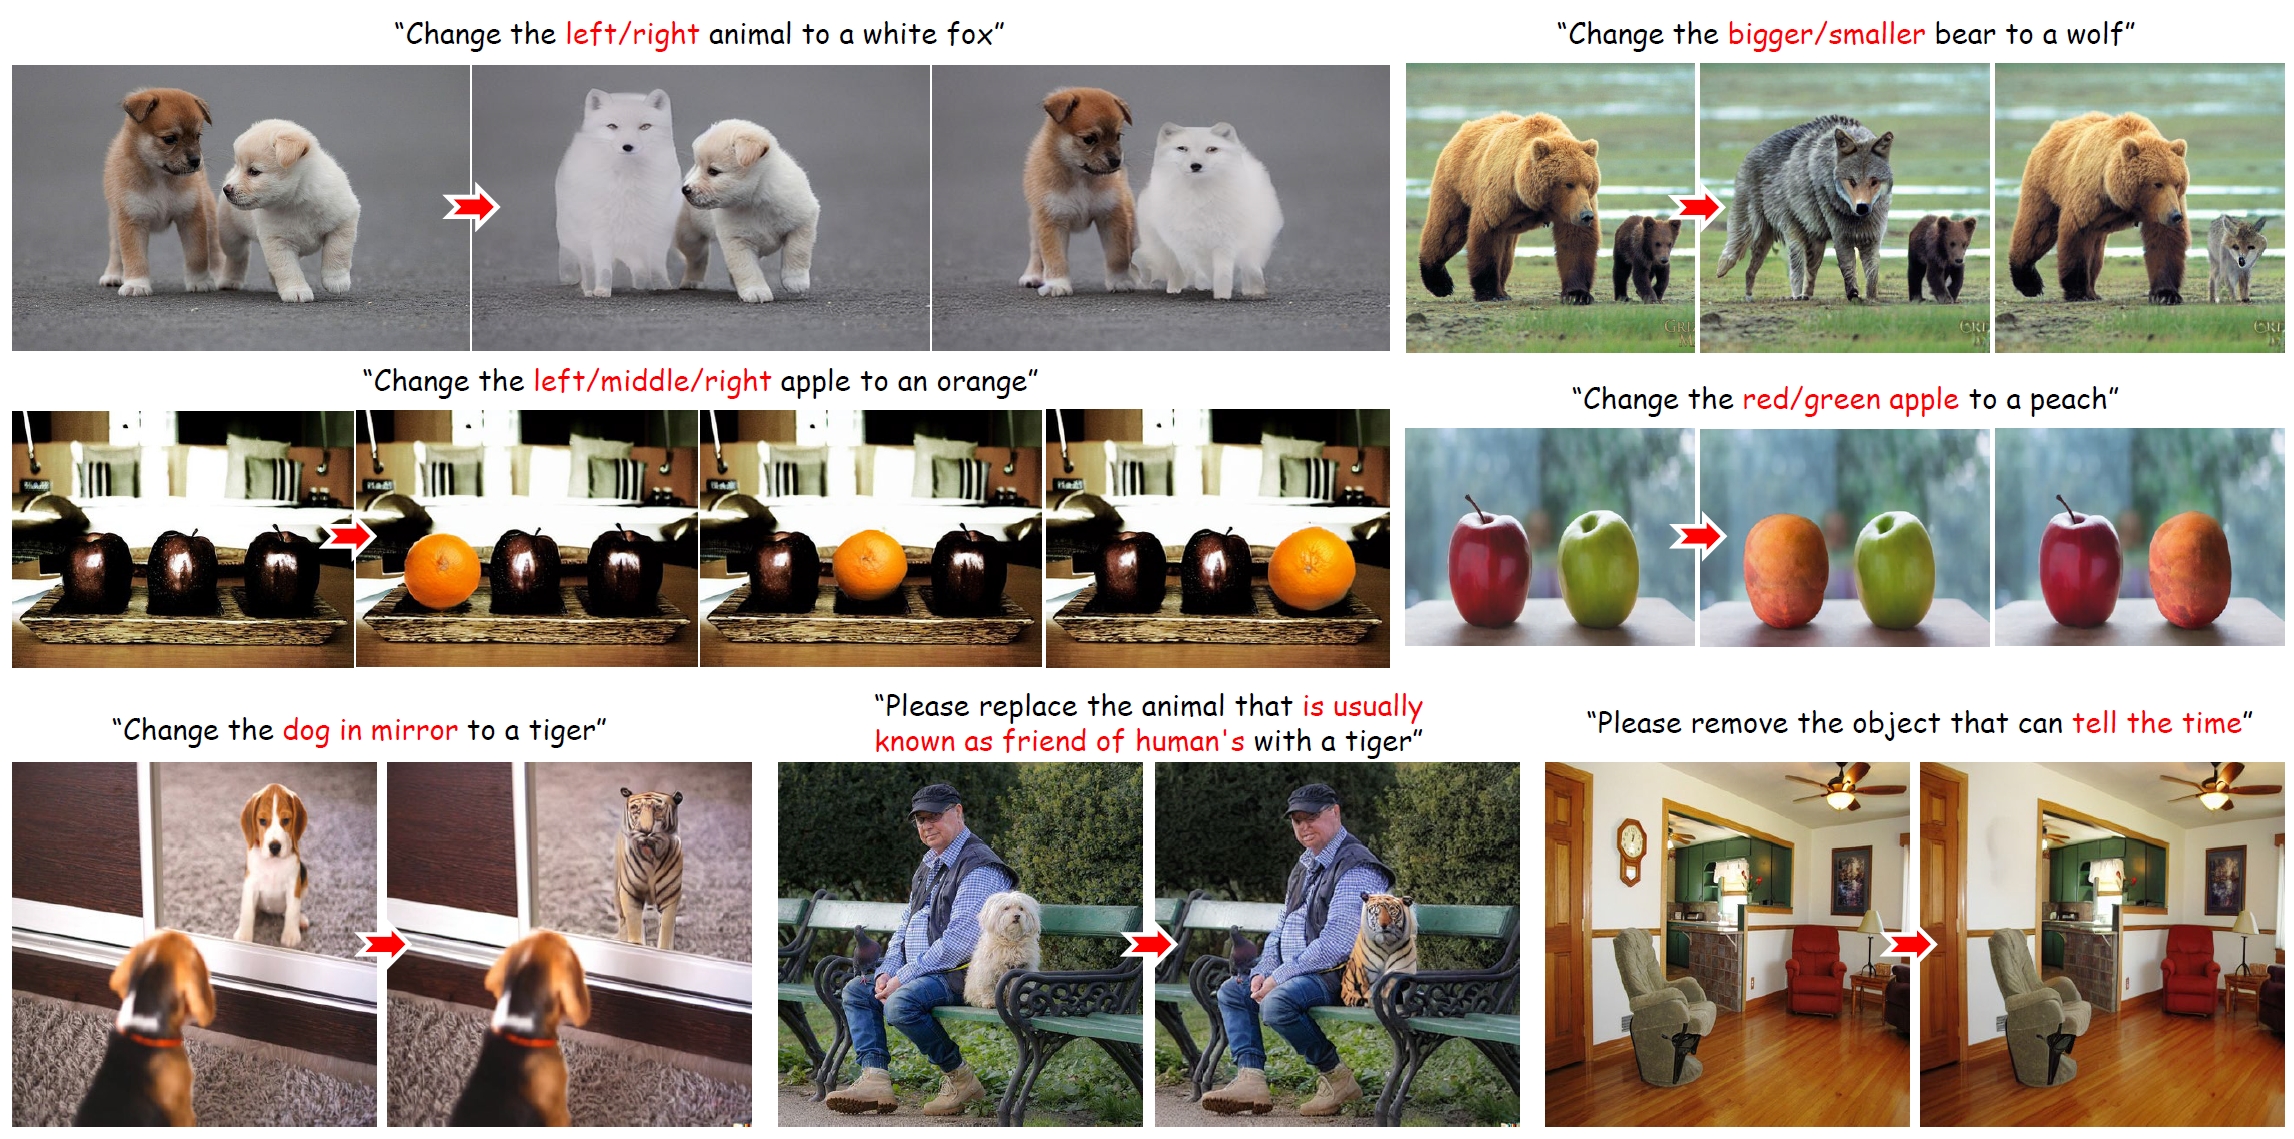 “Change the left/right animal to a white fox”
“Change the bigger/smaller bear to a wolf”
“Change the left/middle/right apple to an orange”
“Change the red/green apple to a peach”
“Change the dog in mirror to a tiger”
“Please replace the animal that is usually
known as friend of human's with a tiger”
“Please remove the object that can tell the time”